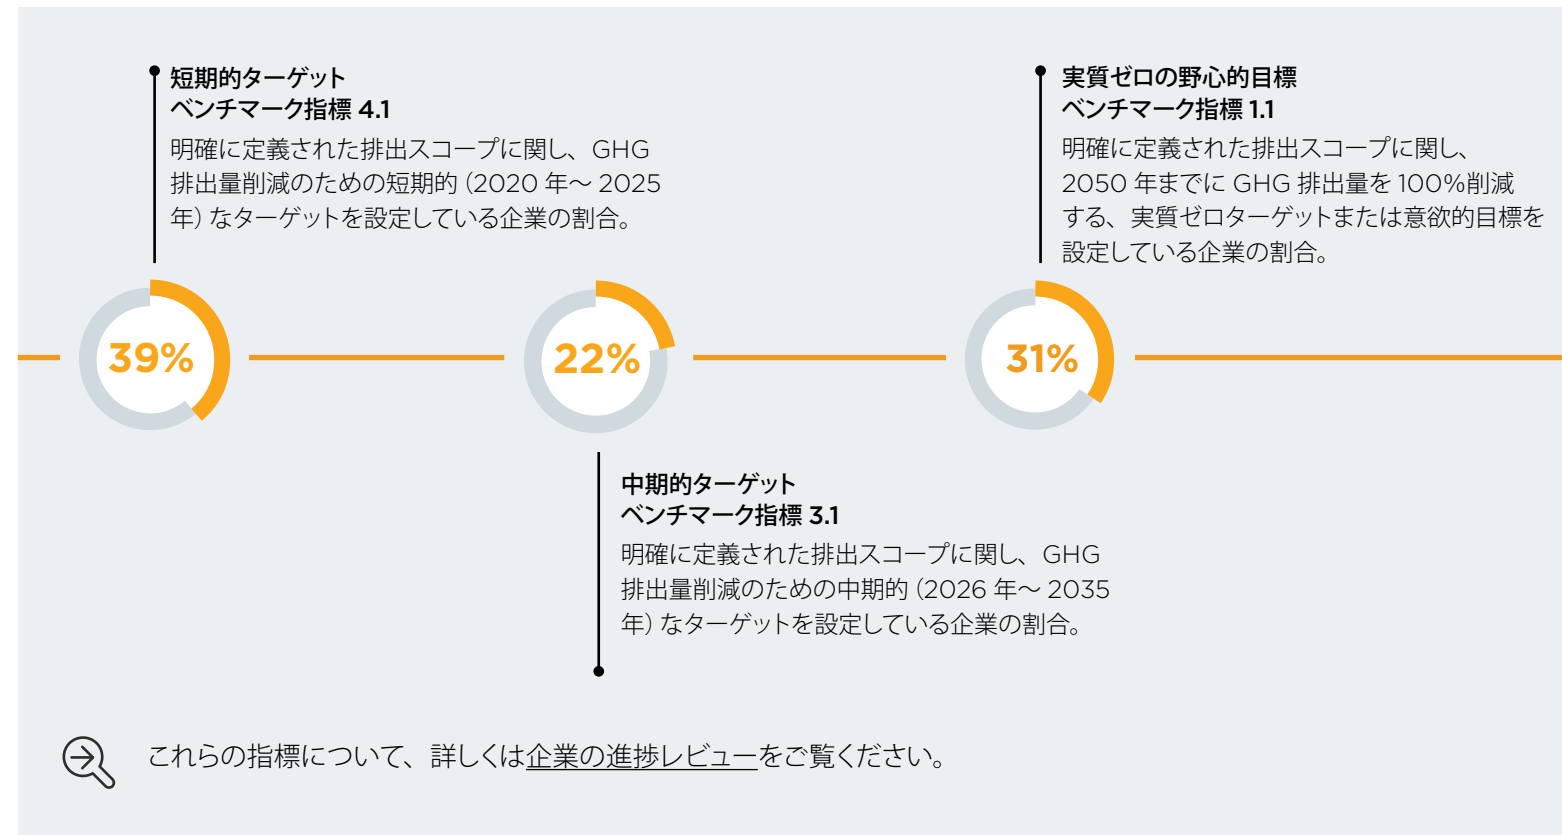 短期的ターゲット
ベンチマーク指標 4.1
明確に定義された排出スコープに関し、GHG
排出量削減のための短期的（2020 年～ 2025
年）なターゲットを設定している企業の割合。
実質ゼロの野心的目標
ベンチマーク指標 1.1
明確に定義された排出スコープに関し、
2050 年までに GHG 排出量を 100％削減
する、実質ゼロターゲットまたは意欲的目標を
設定している企業の割合。
39%
22%
31%
中期的ターゲット
ベンチマーク指標 3.1
明確に定義された排出スコープに関し、GHG
排出量削減のための中期的（2026 年～ 2035
年）なターゲットを設定している企業の割合。
これらの指標について、詳しくは企業の進捗レビューをご覧ください。